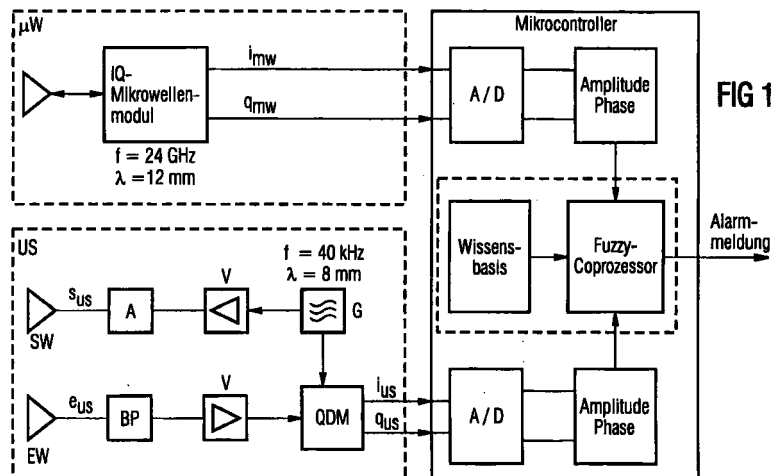 μW
IQ-
Mikrowellen-
modul
f = 24 GHz
λ = 12 mm
i_mw
q_mw
Mikrocontroller
A / D
Amplitude
Phase
FIG 1
Wissens-
basis
Fuzzy-
Coprozessor
Alarm-
meldung
US
f = 40 kHz
λ = 8 mm
s_us
A
V
G
SW
e_us
BP
V
QDM
EW
i_us
q_us
A / D
Amplitude
Phase